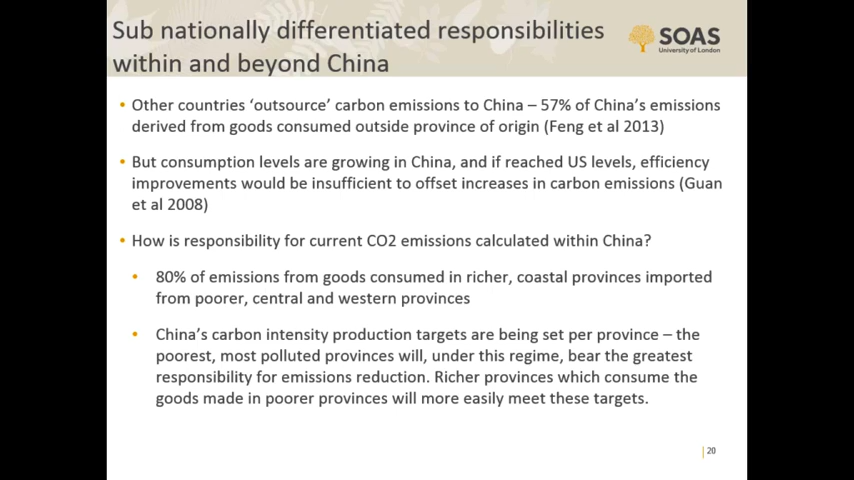 Sub nationally differentiated responsibilities
within and beyond China
SOAS
University of London
• Other countries ‘outsource’ carbon emissions to China – 57% of China’s emissions
derived from goods consumed outside province of origin (Feng et al 2013)
• But consumption levels are growing in China, and if reached US levels, efficiency
improvements would be insufficient to offset increases in carbon emissions (Guan
et al 2008)
• How is responsibility for current CO2 emissions calculated within China?
• 80% of emissions from goods consumed in richer, coastal provinces imported
from poorer, central and western provinces
• China’s carbon intensity production targets are being set per province – the
poorest, most polluted provinces will, under this regime, bear the greatest
responsibility for emissions reduction. Richer provinces which consume the
goods made in poorer provinces will more easily meet these targets.
20